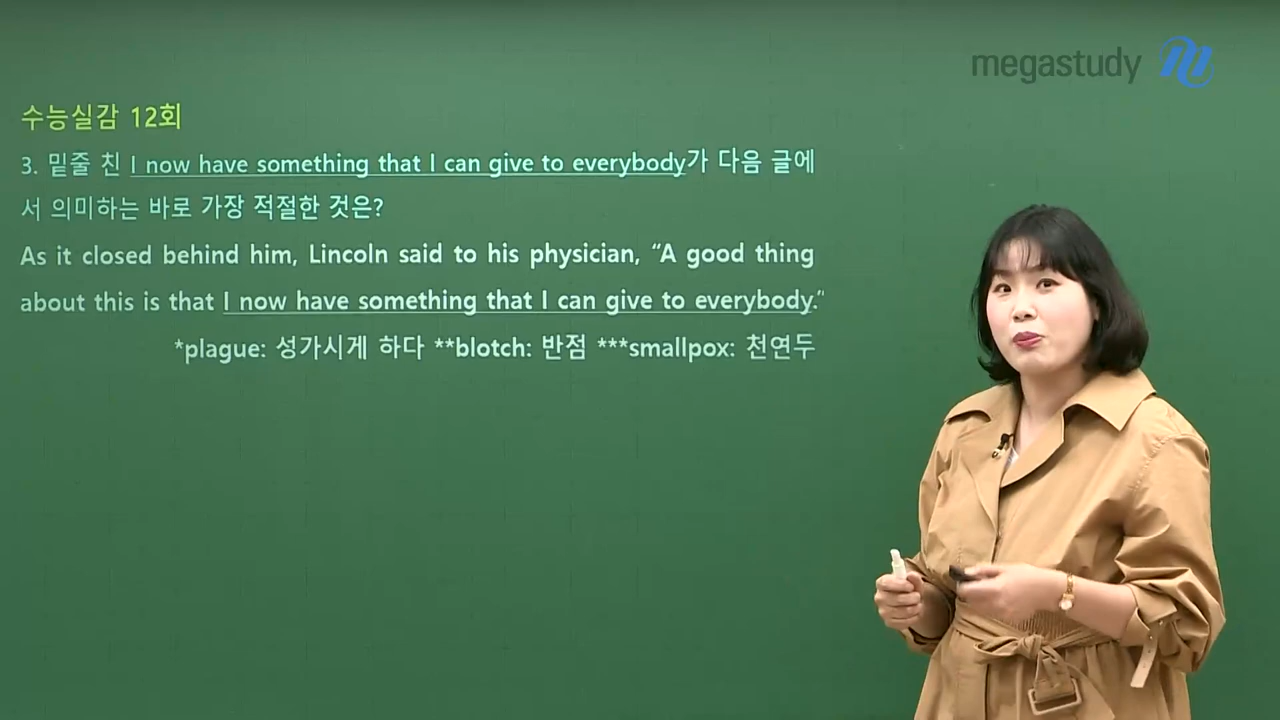 megastudy
수능실감 12회
3. 밑줄 친 I now have something that I can give to everybody가 다음 글에
서 의미하는 바로 가장 적절한 것은?
As it closed behind him, Lincoln said to his physician, “A good thing
about this is that I now have something that I can give to everybody.”
*plague: 성가시게 하다 **blotch: 반점 ***smallpox: 천연두